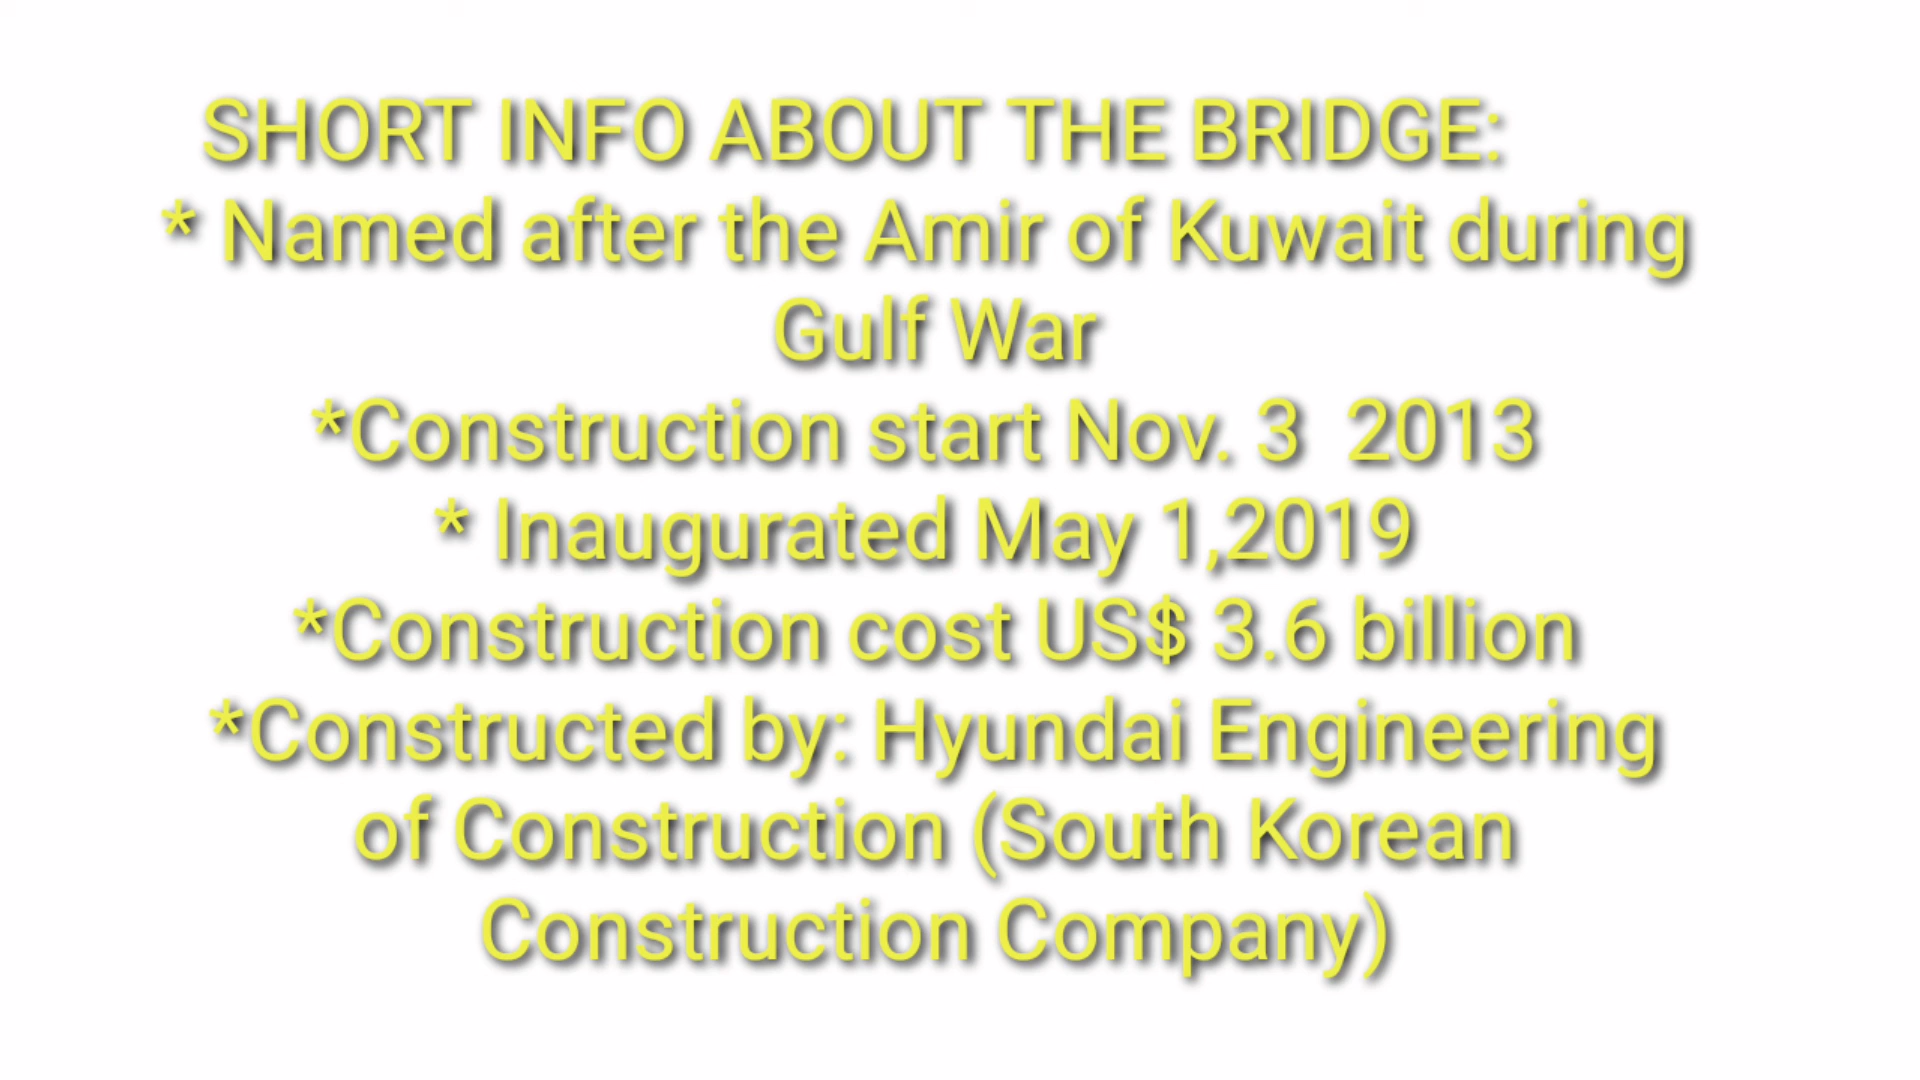 SHORT INFO ABOUT THE BRIDGE:
* Named after the Amir of Kuwait during
Gulf War
*Construction start Nov. 3  2013
* Inaugurated May 1,2019
*Construction cost US$ 3.6 billion
*Constructed by: Hyundai Engineering
of Construction (South Korean
Construction Company)